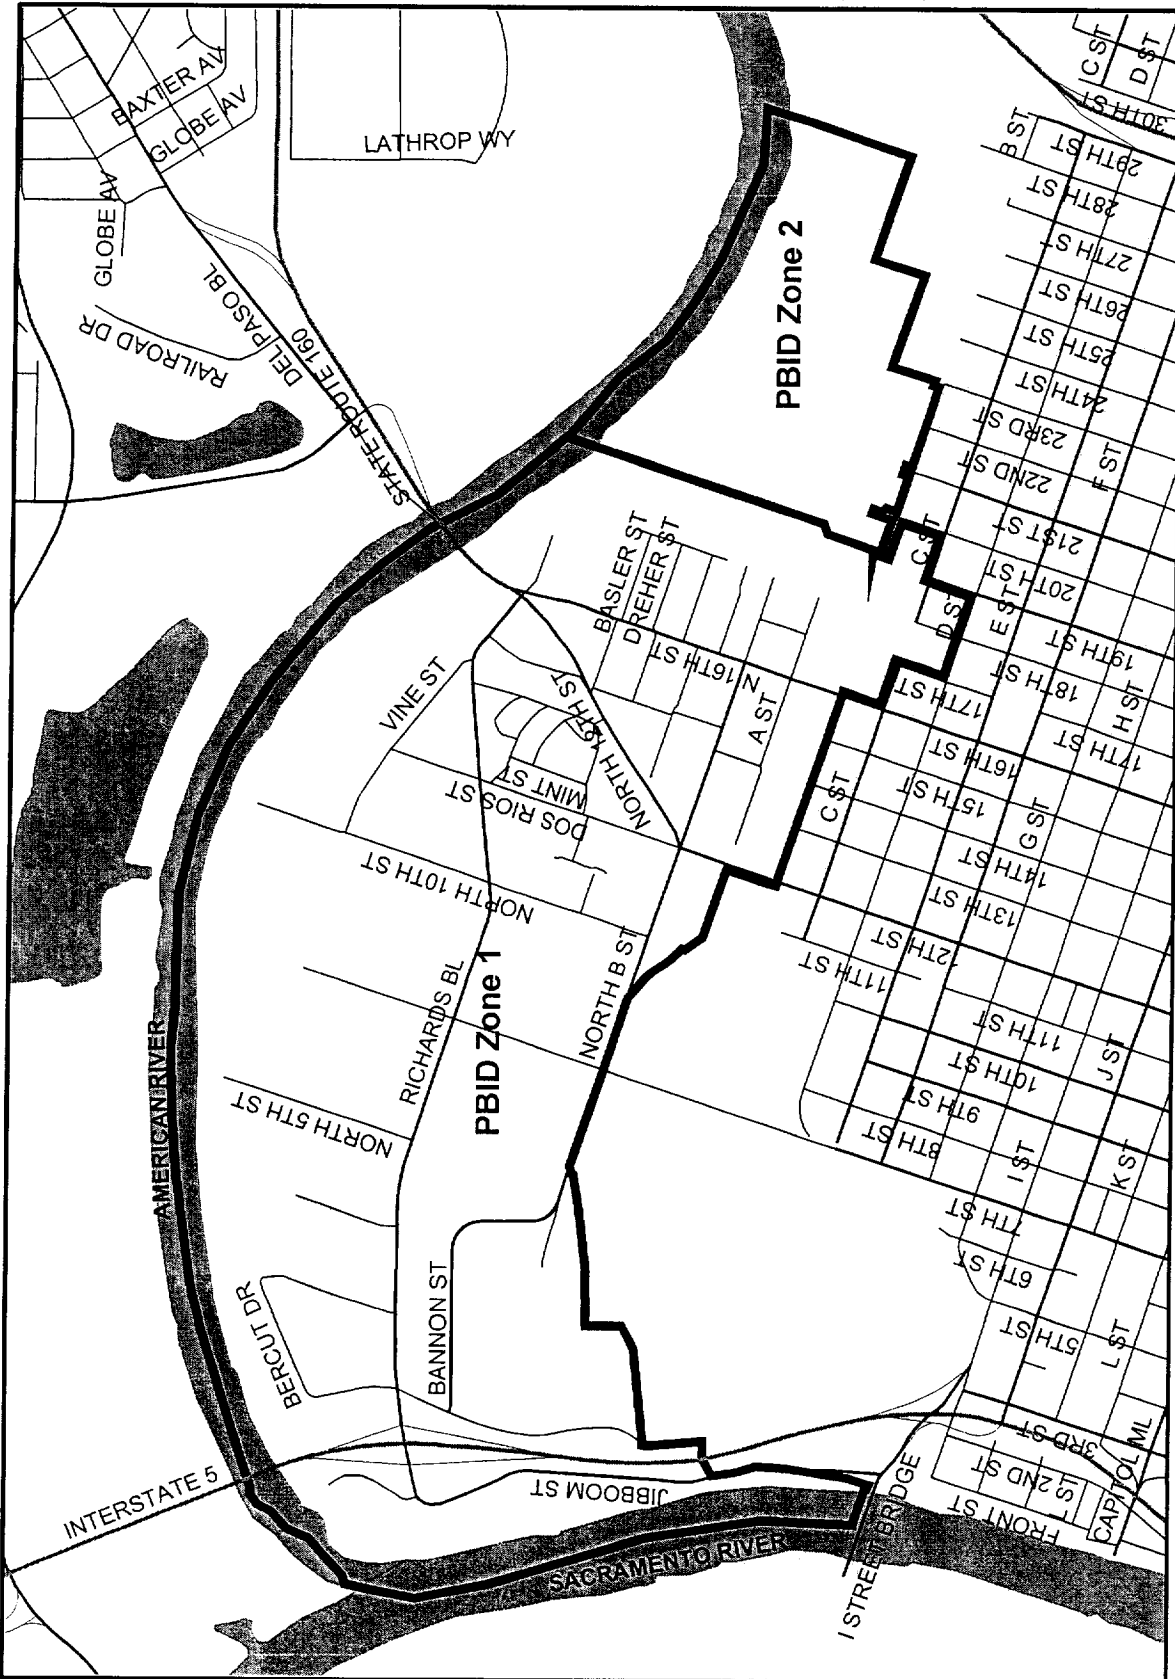 BAXTER AV
GLOBE AV
LATHROP WY
GLOBE AV
RAILROAD DR
DEL PASO BL
STATE ROUTE 160
C ST
D ST
30TH ST
B ST
29TH ST
28TH ST
27TH ST
26TH ST
25TH ST
24TH ST
23RD ST
22ND ST
F ST
21ST ST
C ST
20TH ST
E ST
D ST
19TH ST
18TH ST
17TH ST
H ST
17TH ST
16TH ST
15TH ST
C ST
G ST
14TH ST
13TH ST
12TH ST
11TH ST
11TH ST
10TH ST
J ST
9TH ST
8TH ST
I ST
K ST
7TH ST
6TH ST
5TH ST
L ST
3RD ST
2ND ST
FRONT ST
CAPITOL ML
PBID Zone 2
BASLER ST
DREHER ST
N 16TH ST
A ST
VINE ST
NORTH 12TH ST
MINT ST
DOS RIOS ST
NORTH 10TH ST
RICHARDS BL
PBID Zone 1
NORTH B ST
NORTH 5TH ST
AMERICAN RIVER
BERCUT DR
BANNON ST
INTERSTATE 5
JIBBOOM ST
SACRAMENTO RIVER
I STREET BRIDGE